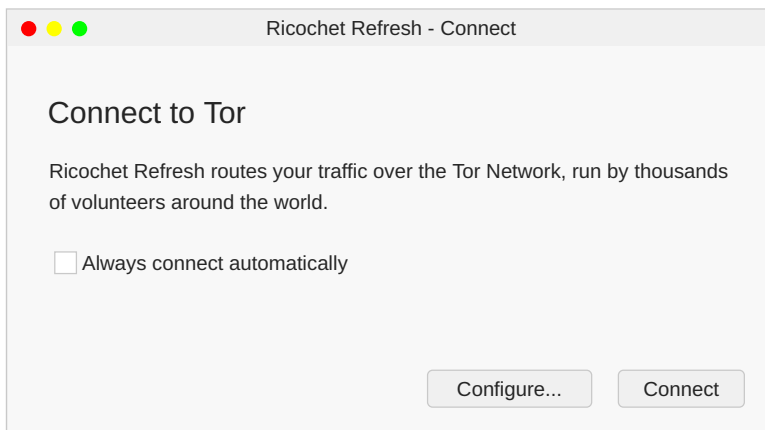 Ricochet Refresh - Connect
Connect to Tor
Ricochet Refresh routes your traffic over the Tor Network, run by thousands
of volunteers around the world.
Always connect automatically
Configure... Connect